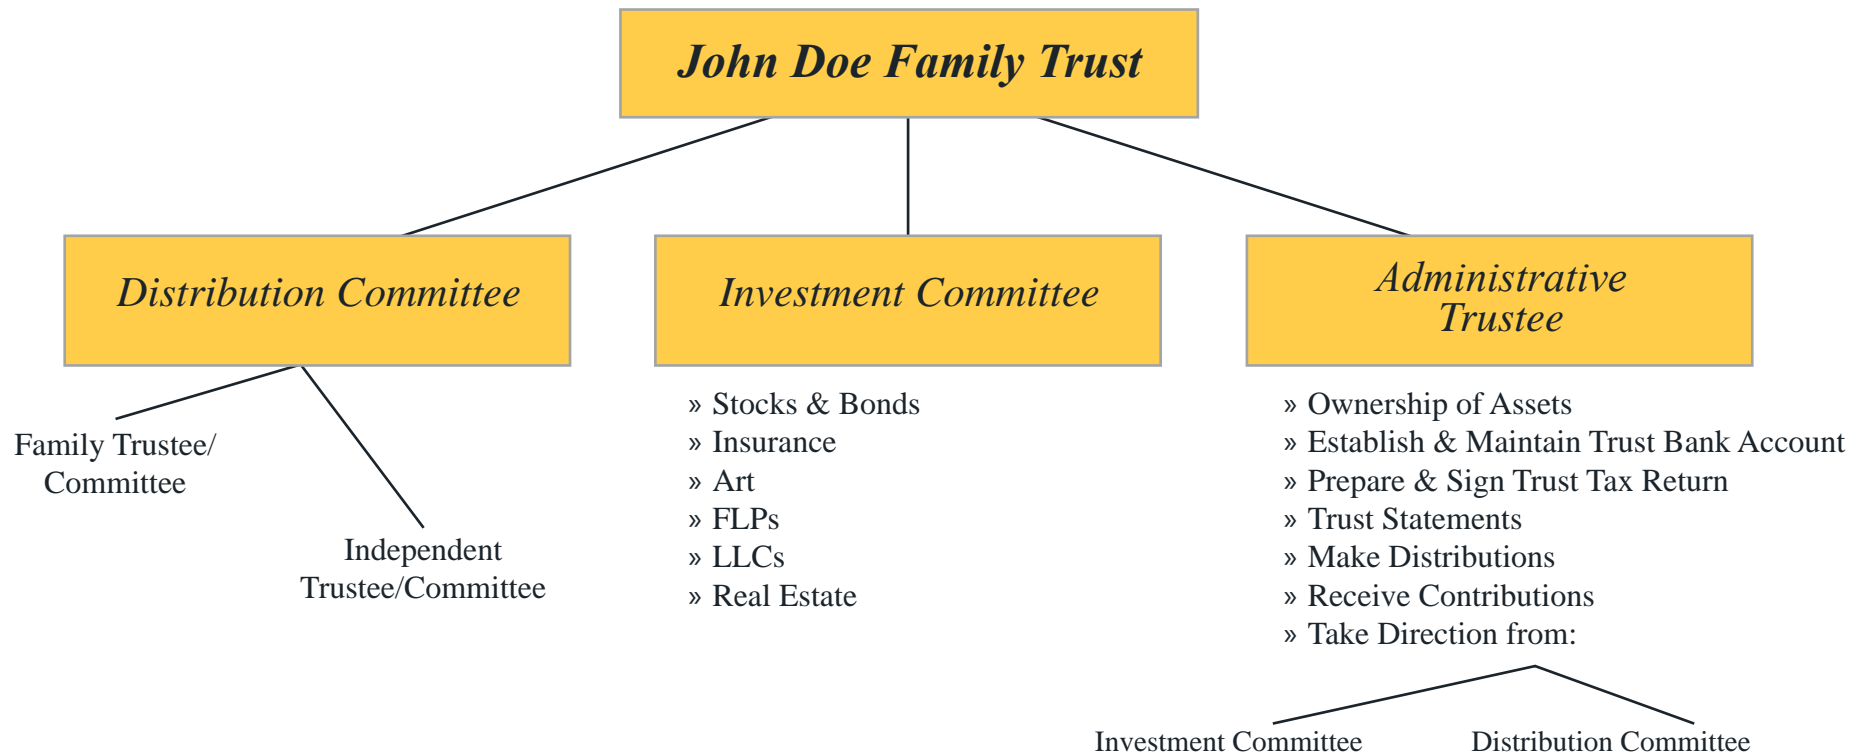 John Doe Family Trust
Distribution Committee
Family Trustee/
Committee
Independent
Trustee/Committee
Investment Committee
» Stocks & Bonds
» Insurance
» Art
» FLPs
» LLCs
» Real Estate
Administrative
Trustee
» Ownership of Assets
» Establish & Maintain Trust Bank Account
» Prepare & Sign Trust Tax Return
» Trust Statements
» Make Distributions
» Receive Contributions
» Take Direction from:
Investment Committee
Distribution Committee